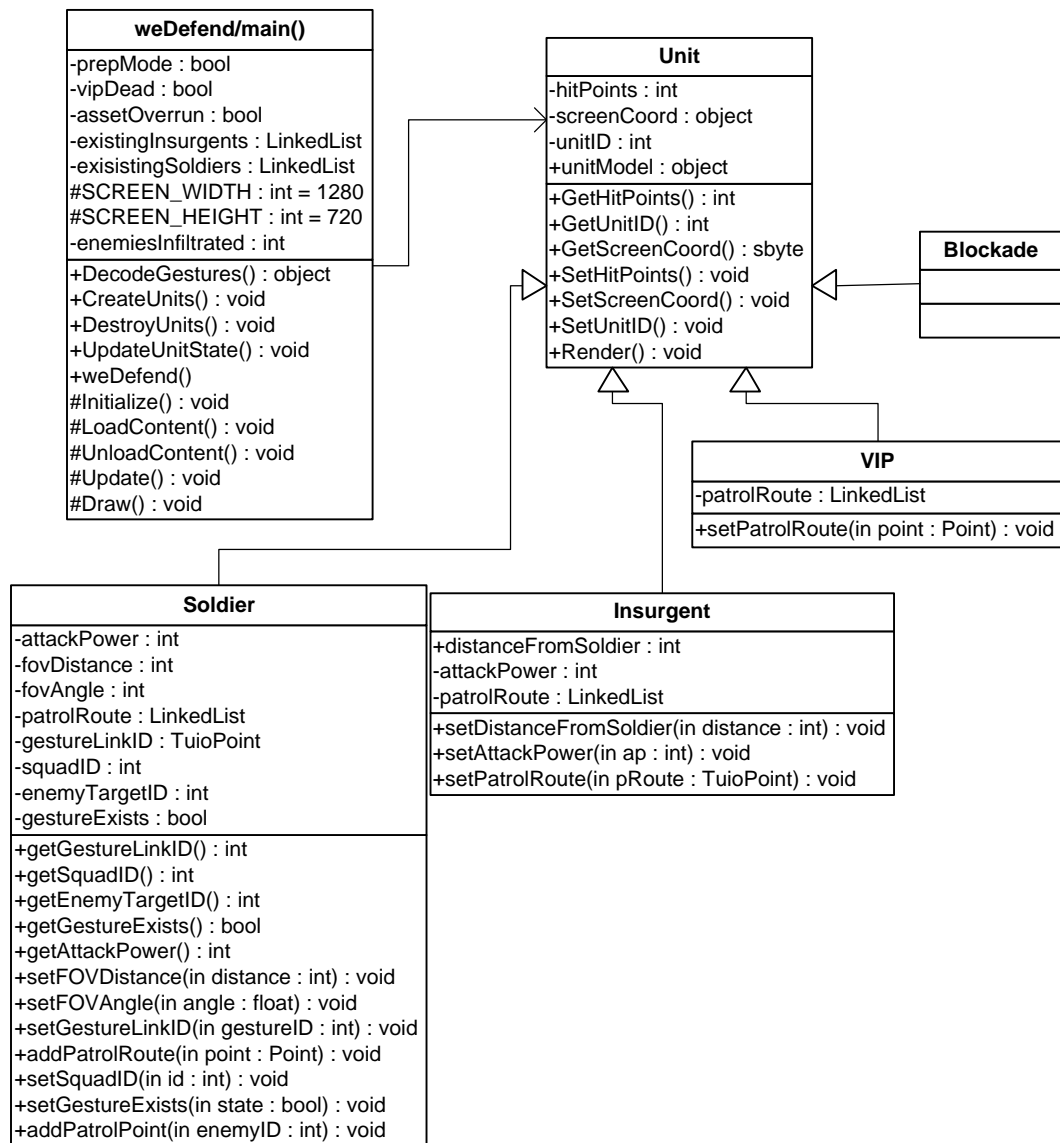 weDefend/main()
-prepMode : bool
-vipDead : bool
-assetOverrun : bool
-existingInsurgents : LinkedList
-exisistingSoldiers : LinkedList
#SCREEN_WIDTH : int = 1280
#SCREEN_HEIGHT : int = 720
-enemiesInfiltrated : int
+DecodeGestures() : object
+CreateUnits() : void
+DestroyUnits() : void
+UpdateUnitState() : void
+weDefend()
#Initialize() : void
#LoadContent() : void
#UnloadContent() : void
#Update() : void
#Draw() : void
Unit
-hitPoints : int
-screenCoord : object
-unitID : int
+unitModel : object
+GetHitPoints() : int
+GetUnitID() : int
+GetScreenCoord() : sbyte
+SetHitPoints() : void
+SetScreenCoord() : void
+SetUnitID() : void
+Render() : void
Blockade
VIP
-patrolRoute : LinkedList
+setPatrolRoute(in point : Point) : void
Soldier
-attackPower : int
-fovDistance : int
-fovAngle : int
-patrolRoute : LinkedList
-gestureLinkID : TuioPoint
-squadID : int
-enemyTargetID : int
-gestureExists : bool
+getGestureLinkID() : int
+getSquadID() : int
+getEnemyTargetID() : int
+getGestureExists() : bool
+getAttackPower() : int
+setFOVDistance(in distance : int) : void
+setFOVAngle(in angle : float) : void
+setGestureLinkID(in gestureID : int) : void
+addPatrolRoute(in point : Point) : void
+setSquadID(in id : int) : void
+setGestureExists(in state : bool) : void
+addPatrolPoint(in enemyID : int) : void
Insurgent
+distanceFromSoldier : int
-attackPower : int
-patrolRoute : LinkedList
+setDistanceFromSoldier(in distance : int) : void
+setAttackPower(in ap : int) : void
+setPatrolRoute(in pRoute : TuioPoint) : void